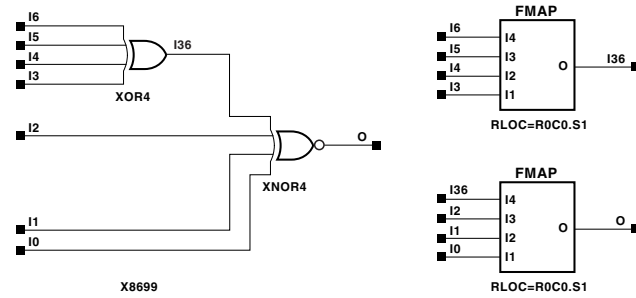 I6
I5
I4
I3
I36
XOR4
I2
O
XNOR4
I1
I0
X8699
FMAP
I6
I4
I5
I3
I4
I2
I3
I1
O
I36
RLOC=R0C0.S1
FMAP
I36
I4
I2
I3
I1
I2
I0
I1
O
O
RLOC=R0C0.S1